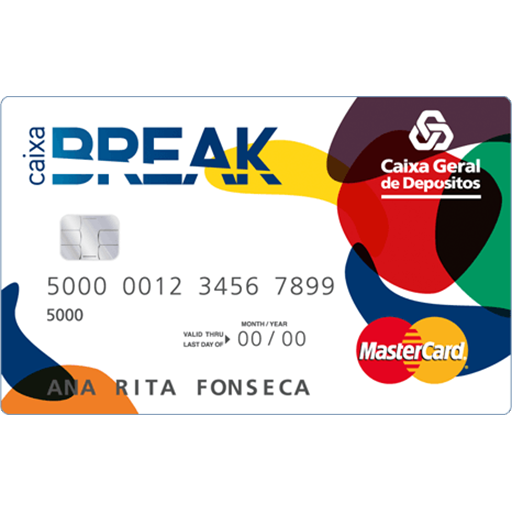 caixa
BREAK
Caixa Geral
de Depositos
5000 0012 3456 7899
5000
MONTH / YEAR
VALID THRU
LAST DAY OF
00 / 00
MasterCard
ANA RITA FONSECA